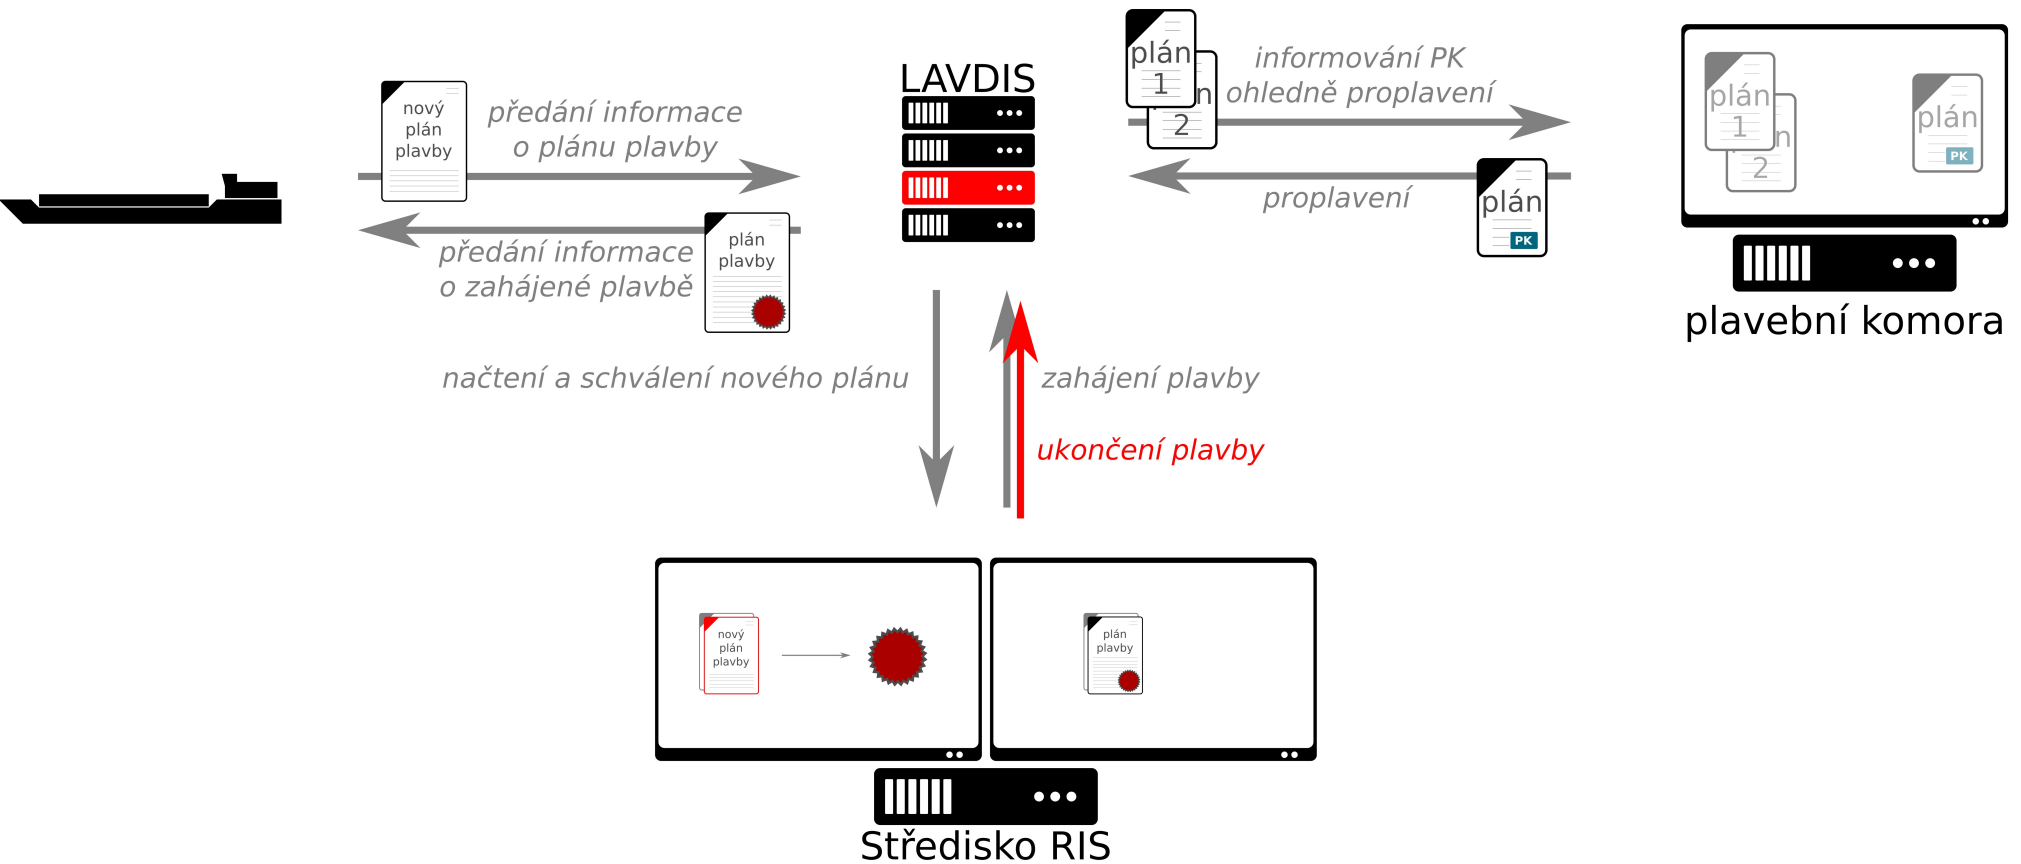 LAVDIS
nový
plán
plavby
předání informace
o plánu plavby
předání informace
o zahájené plavbě
plán
plavby
plán
1
n
2
informování PK
ohledně proplavení
proplavení
plán
PK
plán
1
n
2
plán
PK
plavební komora
načtení a schválení nového plánu
zahájení plavby
ukončení plavby
nový
plán
plavby
plán
plavby
Středisko RIS